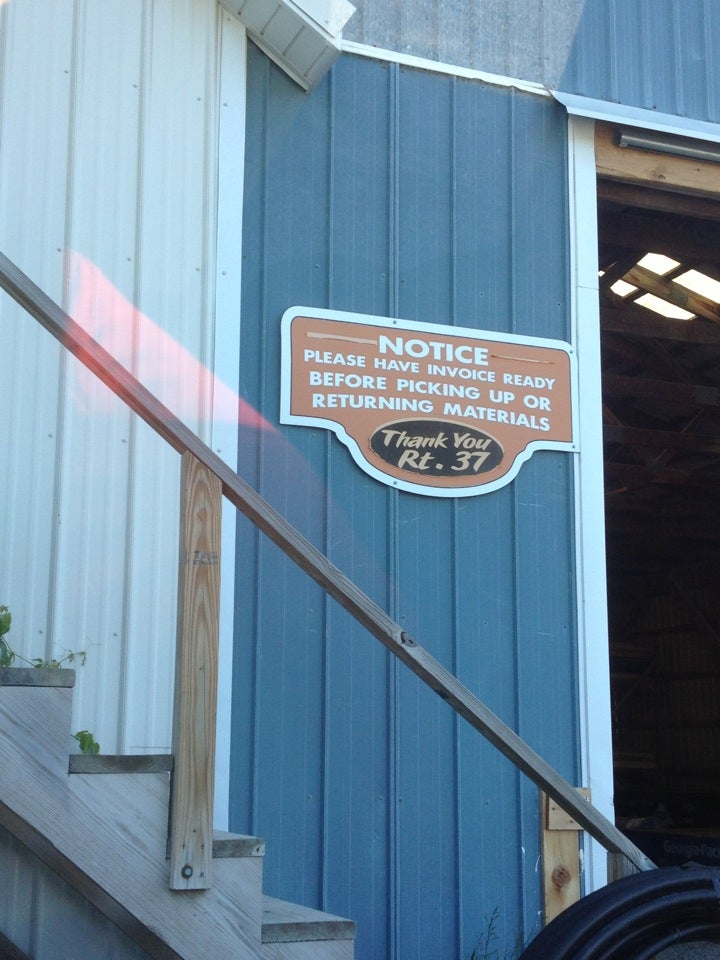 NOTICE
PLEASE HAVE INVOICE READY
BEFORE PICKING UP OR
RETURNING MATERIALS
Thank You
Rt. 37